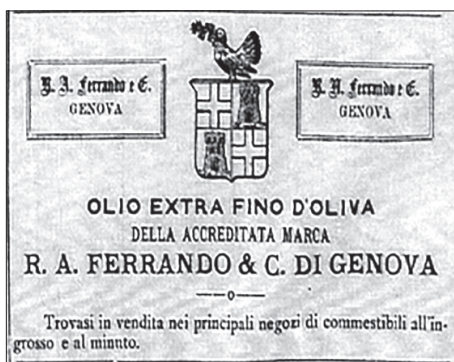 R. A. Ferrando e C.
GENOVA
R. A. Ferrando e C.
GENOVA
OLIO EXTRA FINO D'OLIVA
DELLA ACCREDITATA MARCA
R. A. FERRANDO & C. DI GENOVA
Trovasi in vendita nei principali negozi di commestibili all'in-
grosso e al minuto.